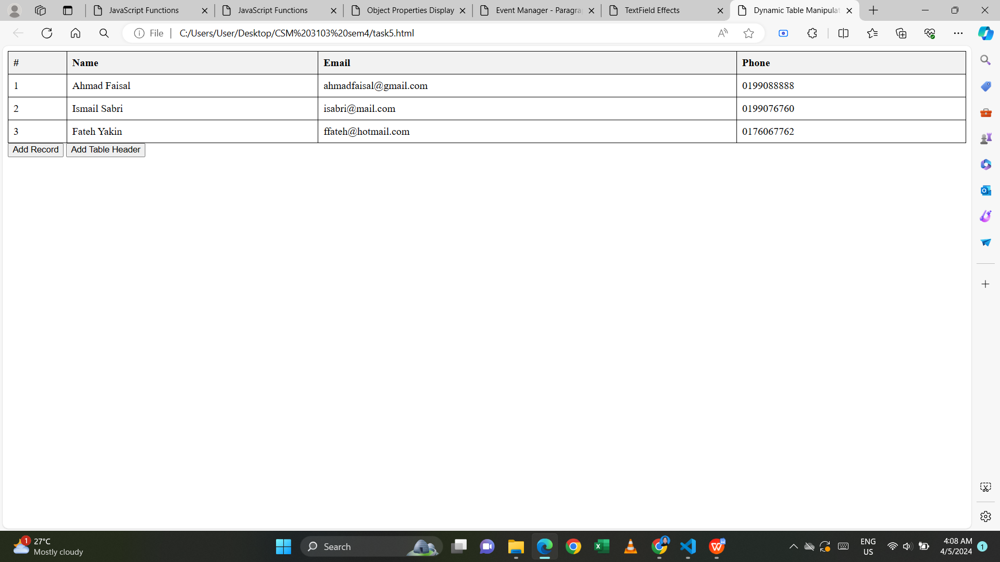 JavaScript Functions
JavaScript Functions
Object Properties Display
Event Manager - Paragra
TextField Effects
Dynamic Table Manipulat
File
C:/Users/User/Desktop/CSM%203103%20sem4/task5.html
# Name Email Phone
1 Ahmad Faisal ahmadfaisal@gmail.com 0199088888
2 Ismail Sabri isabri@mail.com 0199076760
3 Fateh Yakin ffateh@hotmail.com 0176067762
Add Record Add Table Header
1
27°C
Mostly cloudy
Search
ENG
US
4:08 AM
4/5/2024
1